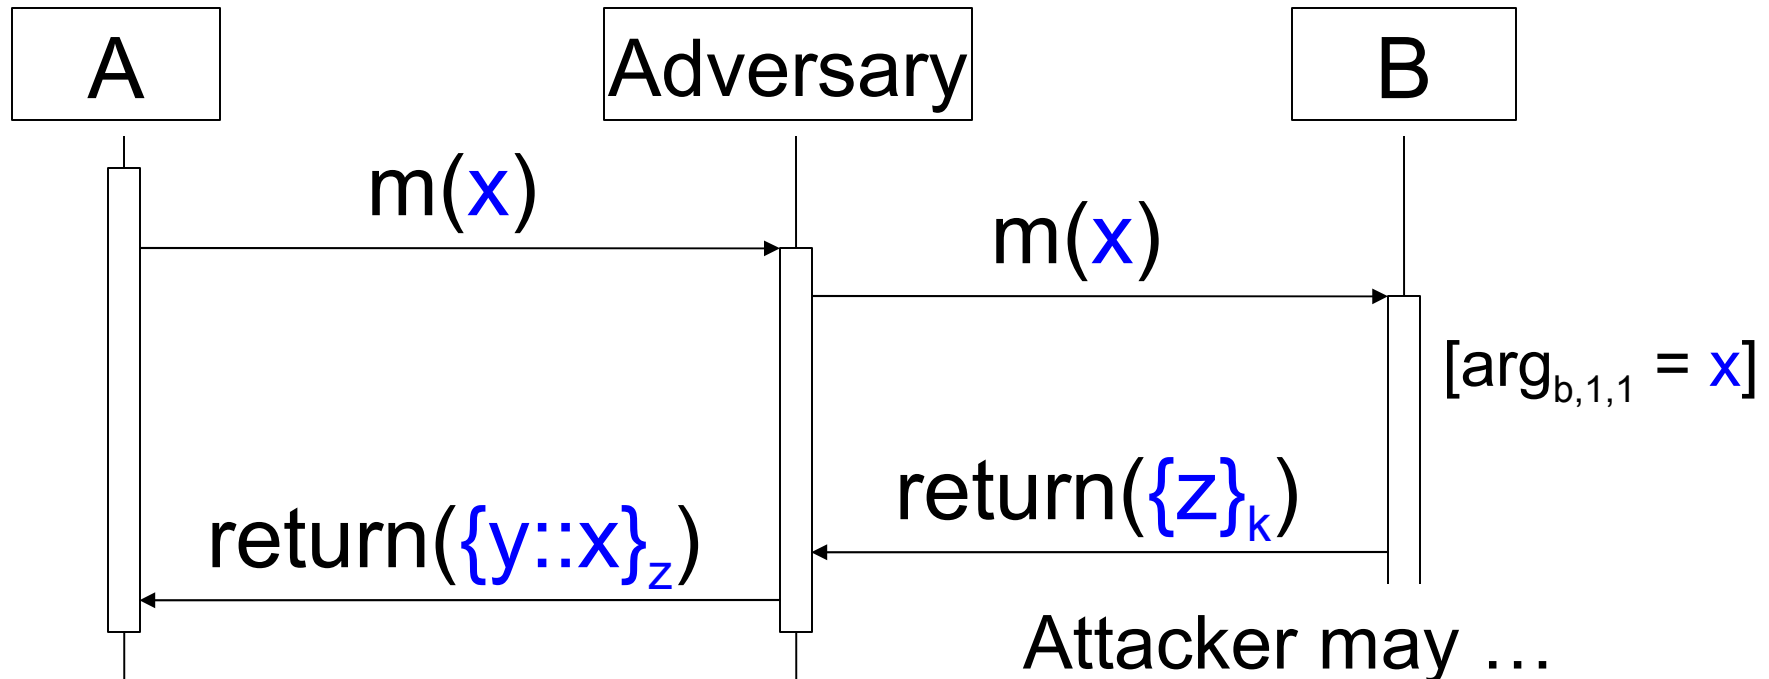 A
Adversary
B
m(x)
m(x)
[arg_b,1,1 = x]
return({z}_k)
return({y::x}_z)
Attacker may …